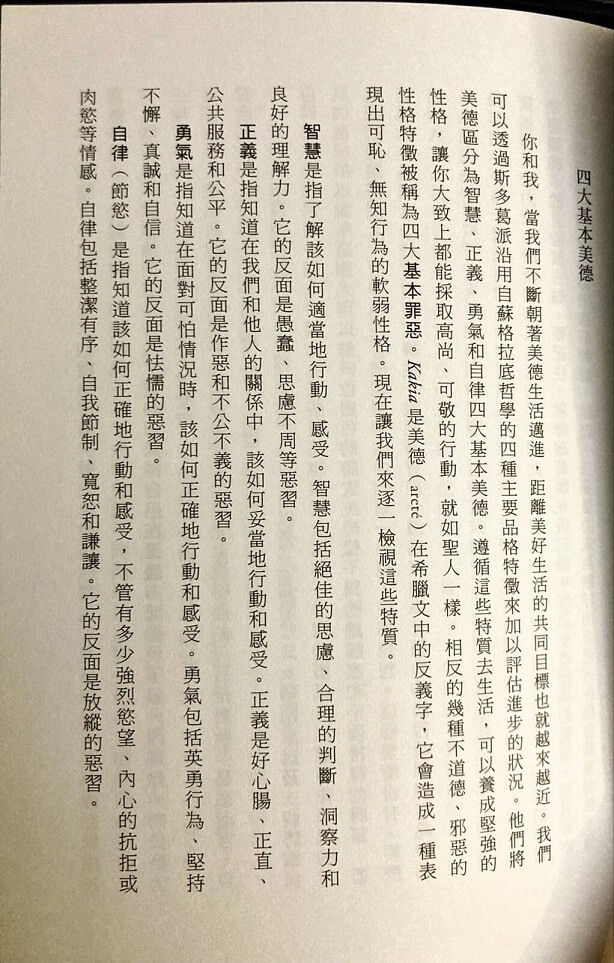 四大基本美德
你和我，當我們不斷朝著美德生活邁進，距離美好生活的共同目標也就越來越近。我們
可以透過斯多葛派沿用自蘇格拉底哲學的四種主要品格特徵來加以評估進步的狀況。他們將
美德區分為智慧、正義、勇氣和自律四大基本美德。遵循這些特質去生活，可以養成堅強的
性格，讓你大致上都能採取高尚、可敬的行動，就如聖人一樣。相反的幾種不道德、邪惡的
性格特徵被稱為四大基本罪惡。Kakia 是美德（areté）在希臘文中的反義字，它會造成一種表
現出可恥、無知行為的軟弱性格。現在讓我們來逐一檢視這些特質。
智慧是指了解該如何適當地行動、感受。智慧包括絕佳的思慮、合理的判斷、洞察力和
良好的理解力。它的反面是愚蠢、思慮不周等惡習。
正義是指知道在我們和他人的關係中，該如何妥當地行動和感受。正義是好心腸、正直、
公共服務和公平。它的反面是作惡和不公不義的惡習。
勇氣是指知道在面對可怕情況時，該如何正確地行動和感受。勇氣包括英勇行為、堅持
不懈、真誠和自信。它的反面是怯懦的惡習。
自律（節慾）是指知道該如何正確地行動和感受，不管有多少強烈慾望、內心的抗拒或
肉慾等情感。自律包括整潔有序、自我節制、寬恕和謙讓。它的反面是放縱的惡習。